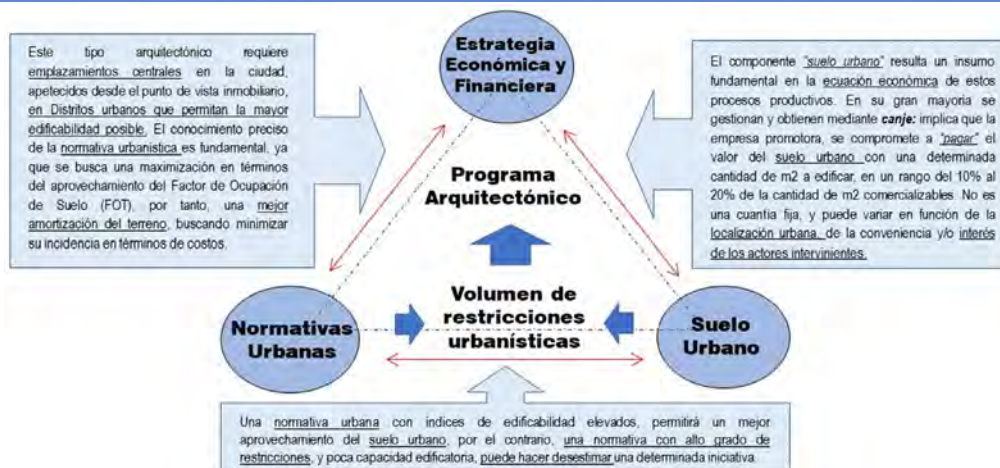 Estrategia
Económica y
Financiera
Este tipo arquitectónico requiere
emplazamientos centrales en la ciudad,
apetecidos desde el punto de vista inmobiliario,
en Distritos urbanos que permitan la mayor
edificabilidad posible. El conocimiento preciso
de la normativa urbanística es fundamental, ya
que se busca una maximización en términos
del aprovechamiento del Factor de Ocupación
de Suelo (FOT), por tanto, una mejor
amortización del terreno, buscando minimizar
su incidencia en términos de costos.
El componente "suelo urbano" resulta un insumo
fundamental en la ecuación económica de estos
procesos productivos. En su gran mayoría se
gestionan y obtienen mediante canje: implica que la
empresa promotora, se compromete a "pagar" el
valor del suelo urbano con una determinada
cantidad de m2 a edificar, en un rango del 10% al
20% de la cantidad de m2 comercializables. No es
una cuantía fija, y puede variar en función de la
localización urbana, de la conveniencia y/o interés
de los actores intervinientes.
Programa
Arquitectónico
Volumen de
restricciones
urbanísticas
Normativas
Urbanas
Suelo
Urbano
Una normativa urbana con índices de edificabilidad elevados, permitirá un mejor
aprovechamiento del suelo urbano, por el contrario, una normativa con alto grado de
restricciones, y poca capacidad edificatoria, puede hacer desestimar una determinada iniciativa.